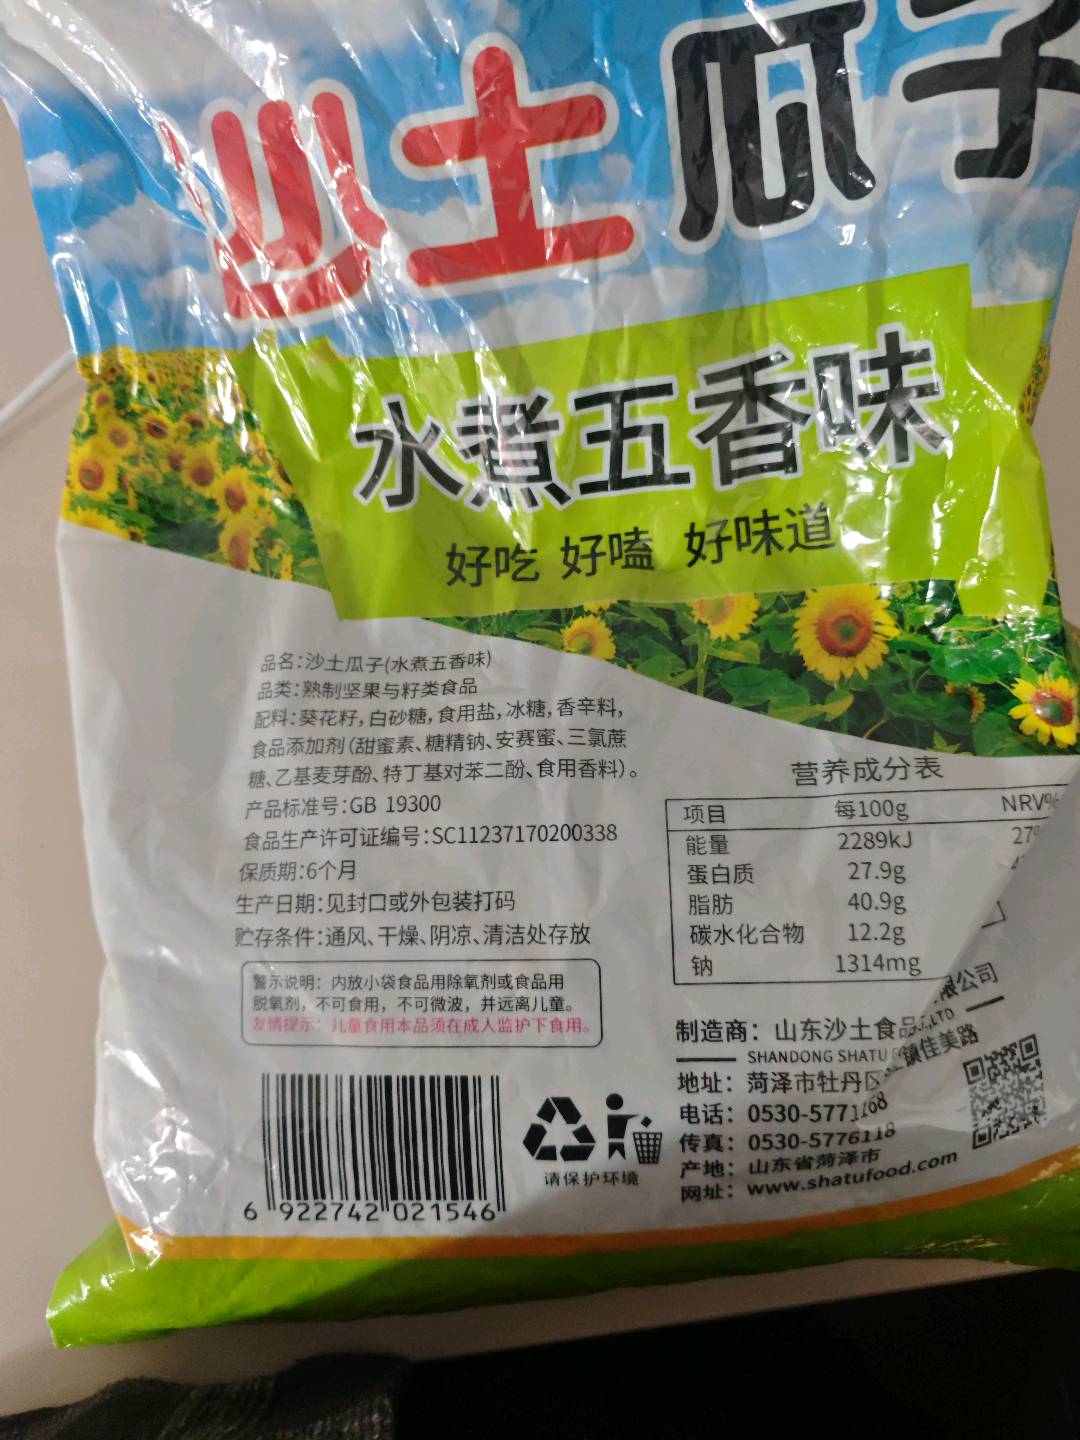 沙土瓜子
水煮五香味
好吃 好嗑 好味道
品名:沙土瓜子(水煮五香味)
品类:熟制坚果与籽类食品
配料:葵花籽,白砂糖,食用盐,冰糖,香辛料,
食品添加剂(甜蜜素、糖精钠、安赛蜜、三氯蔗
糖、乙基麦芽酚、特丁基对苯二酚、食用香料)。
产品标准号:GB 19300
食品生产许可证编号:SC11237170200338
保质期:6个月
生产日期:见封口或外包装打码
贮存条件:通风、干燥、阴凉、清洁处存放
警示说明:内放小袋食品用除氧剂或食品用
脱氧剂,不可食用,不可微波,并远离儿童。
友情提示:儿童食用本品须在成人监护下食用。
6 922742 021546
请保护环境
营养成分表
项目 每100g NRV%
能量 2289kJ 27%
蛋白质 27.9g
脂肪 40.9g
碳水化合物 12.2g
钠 1314mg
制造商:山东沙土食品 限公司
SHANDONG SHATU LTD
地址:菏泽市牡丹区 镇佳美路
电话:0530-5771168
传真:0530-5776118
产地:山东省菏泽市
网址:www.shatufood.com